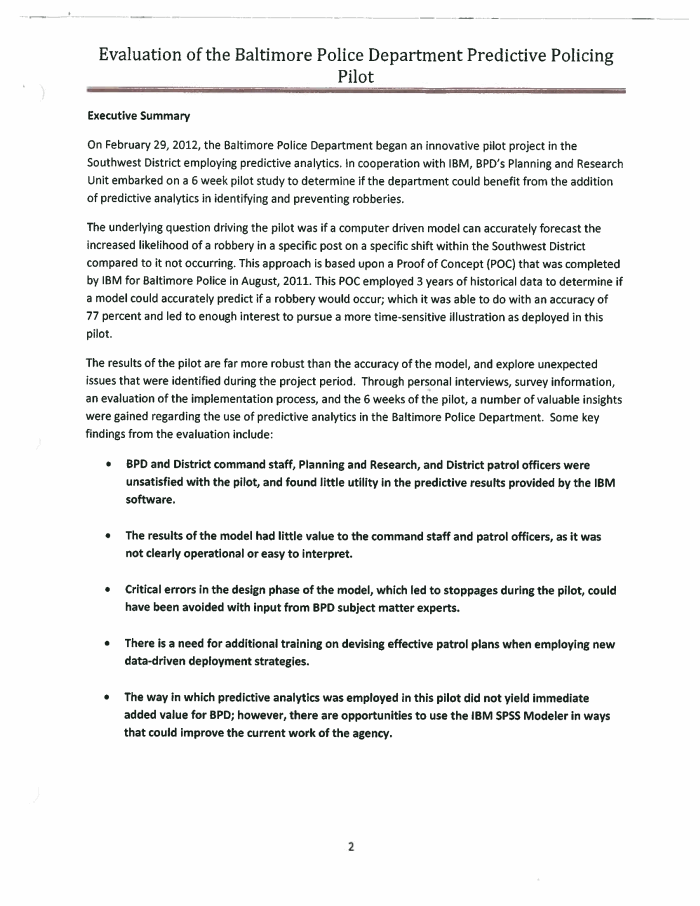 Evaluation of the Baltimore Police Department Predictive Policing
Pilot
Executive Summary
On February 29, 2012, the Baltimore Police Department began an innovative pilot project in the
Southwest District employing predictive analytics. In cooperation with IBM, BPD's Planning and Research
Unit embarked on a 6 week pilot study to determine if the department could benefit from the addition
of predictive analytics in identifying and preventing robberies.
The underlying question driving the pilot was if a computer driven model can accurately forecast the
increased likelihood of a robbery in a specific post on a specific shift within the Southwest District
compared to it not occurring. This approach is based upon a Proof of Concept (POC) that was completed
by IBM for Baltimore Police in August, 2011. This POC employed 3 years of historical data to determine if
a model could accurately predict if a robbery would occur; which it was able to do with an accuracy of
77 percent and led to enough interest to pursue a more time-sensitive illustration as deployed in this
pilot.
The results of the pilot are far more robust than the accuracy of the model, and explore unexpected
issues that were identified during the project period. Through personal interviews, survey information,
an evaluation of the implementation process, and the 6 weeks of the pilot, a number of valuable insights
were gained regarding the use of predictive analytics in the Baltimore Police Department. Some key
findings from the evaluation include:
• BPD and District command staff, Planning and Research, and District patrol officers were
unsatisfied with the pilot, and found little utility in the predictive results provided by the IBM
software.
• The results of the model had little value to the command staff and patrol officers, as it was
not clearly operational or easy to interpret.
• Critical errors in the design phase of the model, which led to stoppages during the pilot, could
have been avoided with input from BPD subject matter experts.
• There is a need for additional training on devising effective patrol plans when employing new
data-driven deployment strategies.
• The way in which predictive analytics was employed in this pilot did not yield immediate
added value for BPD; however, there are opportunities to use the IBM SPSS Modeler in ways
that could improve the current work of the agency.
2